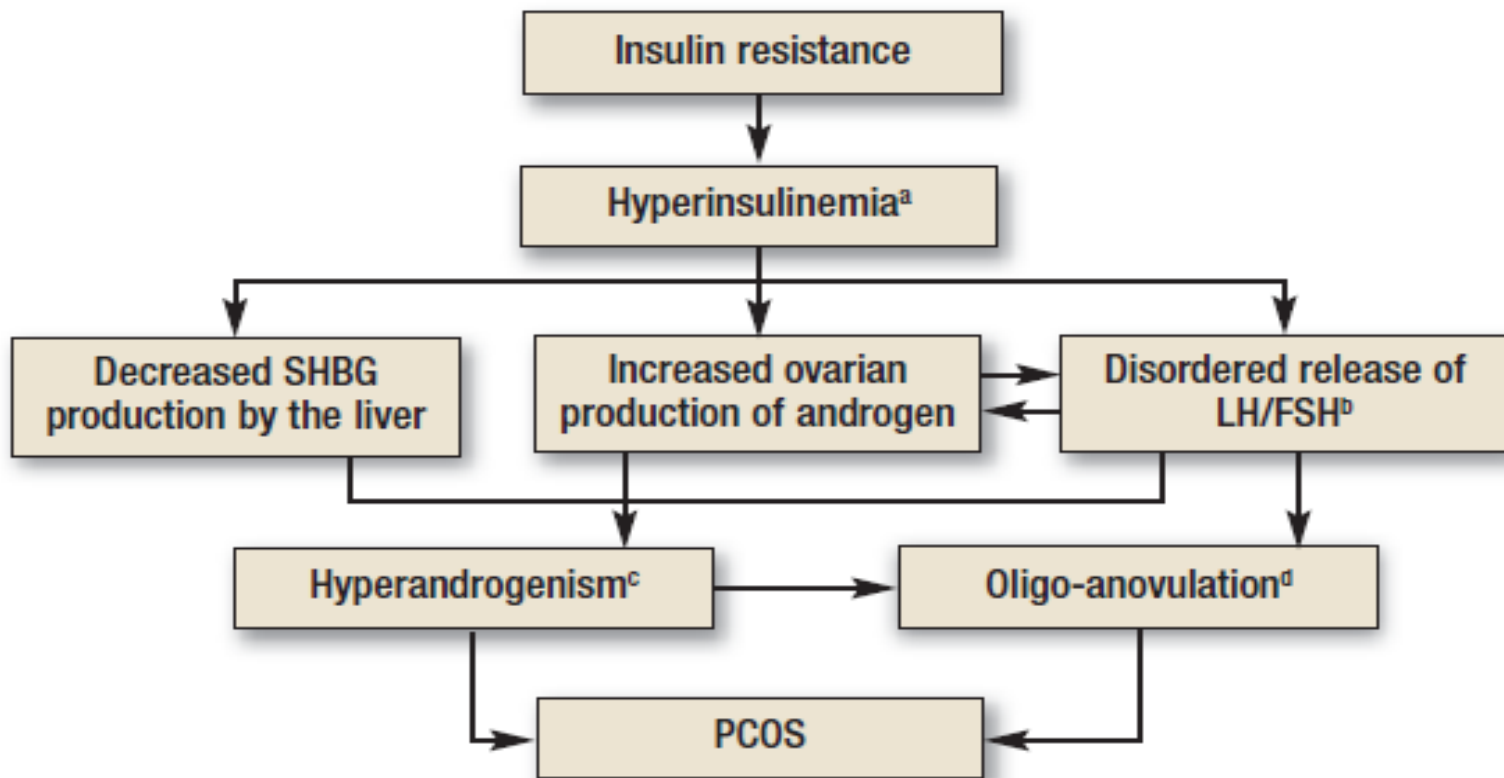 Insulin resistance
Hyperinsulinemiaᵃ
Decreased SHBG
production by the liver
Increased ovarian
production of androgen
Disordered release of
LH/FSHᵇ
Hyperandrogenismᶜ
Oligo-anovulationᵈ
PCOS